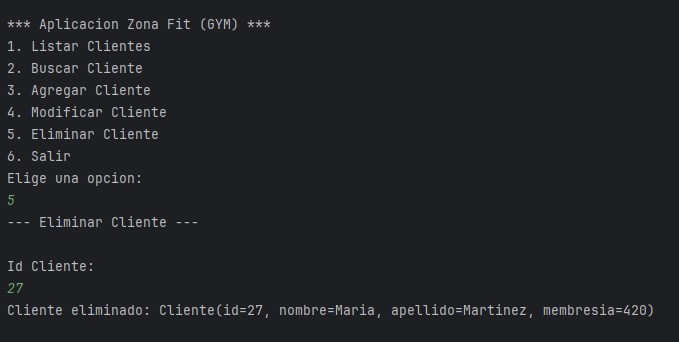 *** Aplicacion Zona Fit (GYM) ***
1. Listar Clientes
2. Buscar Cliente
3. Agregar Cliente
4. Modificar Cliente
5. Eliminar Cliente
6. Salir
Elige una opcion:
5
--- Eliminar Cliente ---
Id Cliente:
27
Cliente eliminado: Cliente(id=27, nombre=Maria, apellido=Martinez, membresia=420)